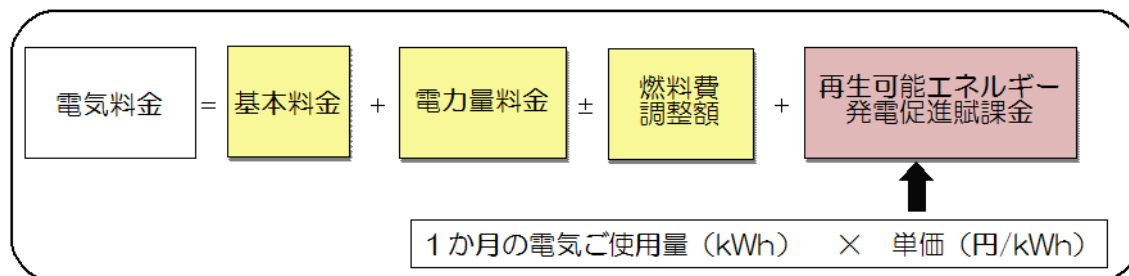 電気料金 = 基本料金 + 電力量料金 ± 燃料費調整額 + 再生可能エネルギー発電促進賦課金
1か月の電気ご使用量(kWh) × 単価(円/kWh)